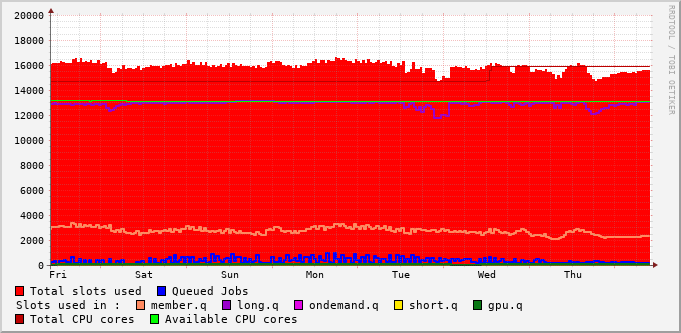 20000
18000
16000
14000
12000
10000
8000
6000
4000
2000
0
Fri Sat Sun Mon Tue Wed Thu
RRDTOOL / TOBI OETIKER
Total slots used Queued Jobs
Slots used in : member.q long.q ondemand.q short.q gpu.q
Total CPU cores Available CPU cores